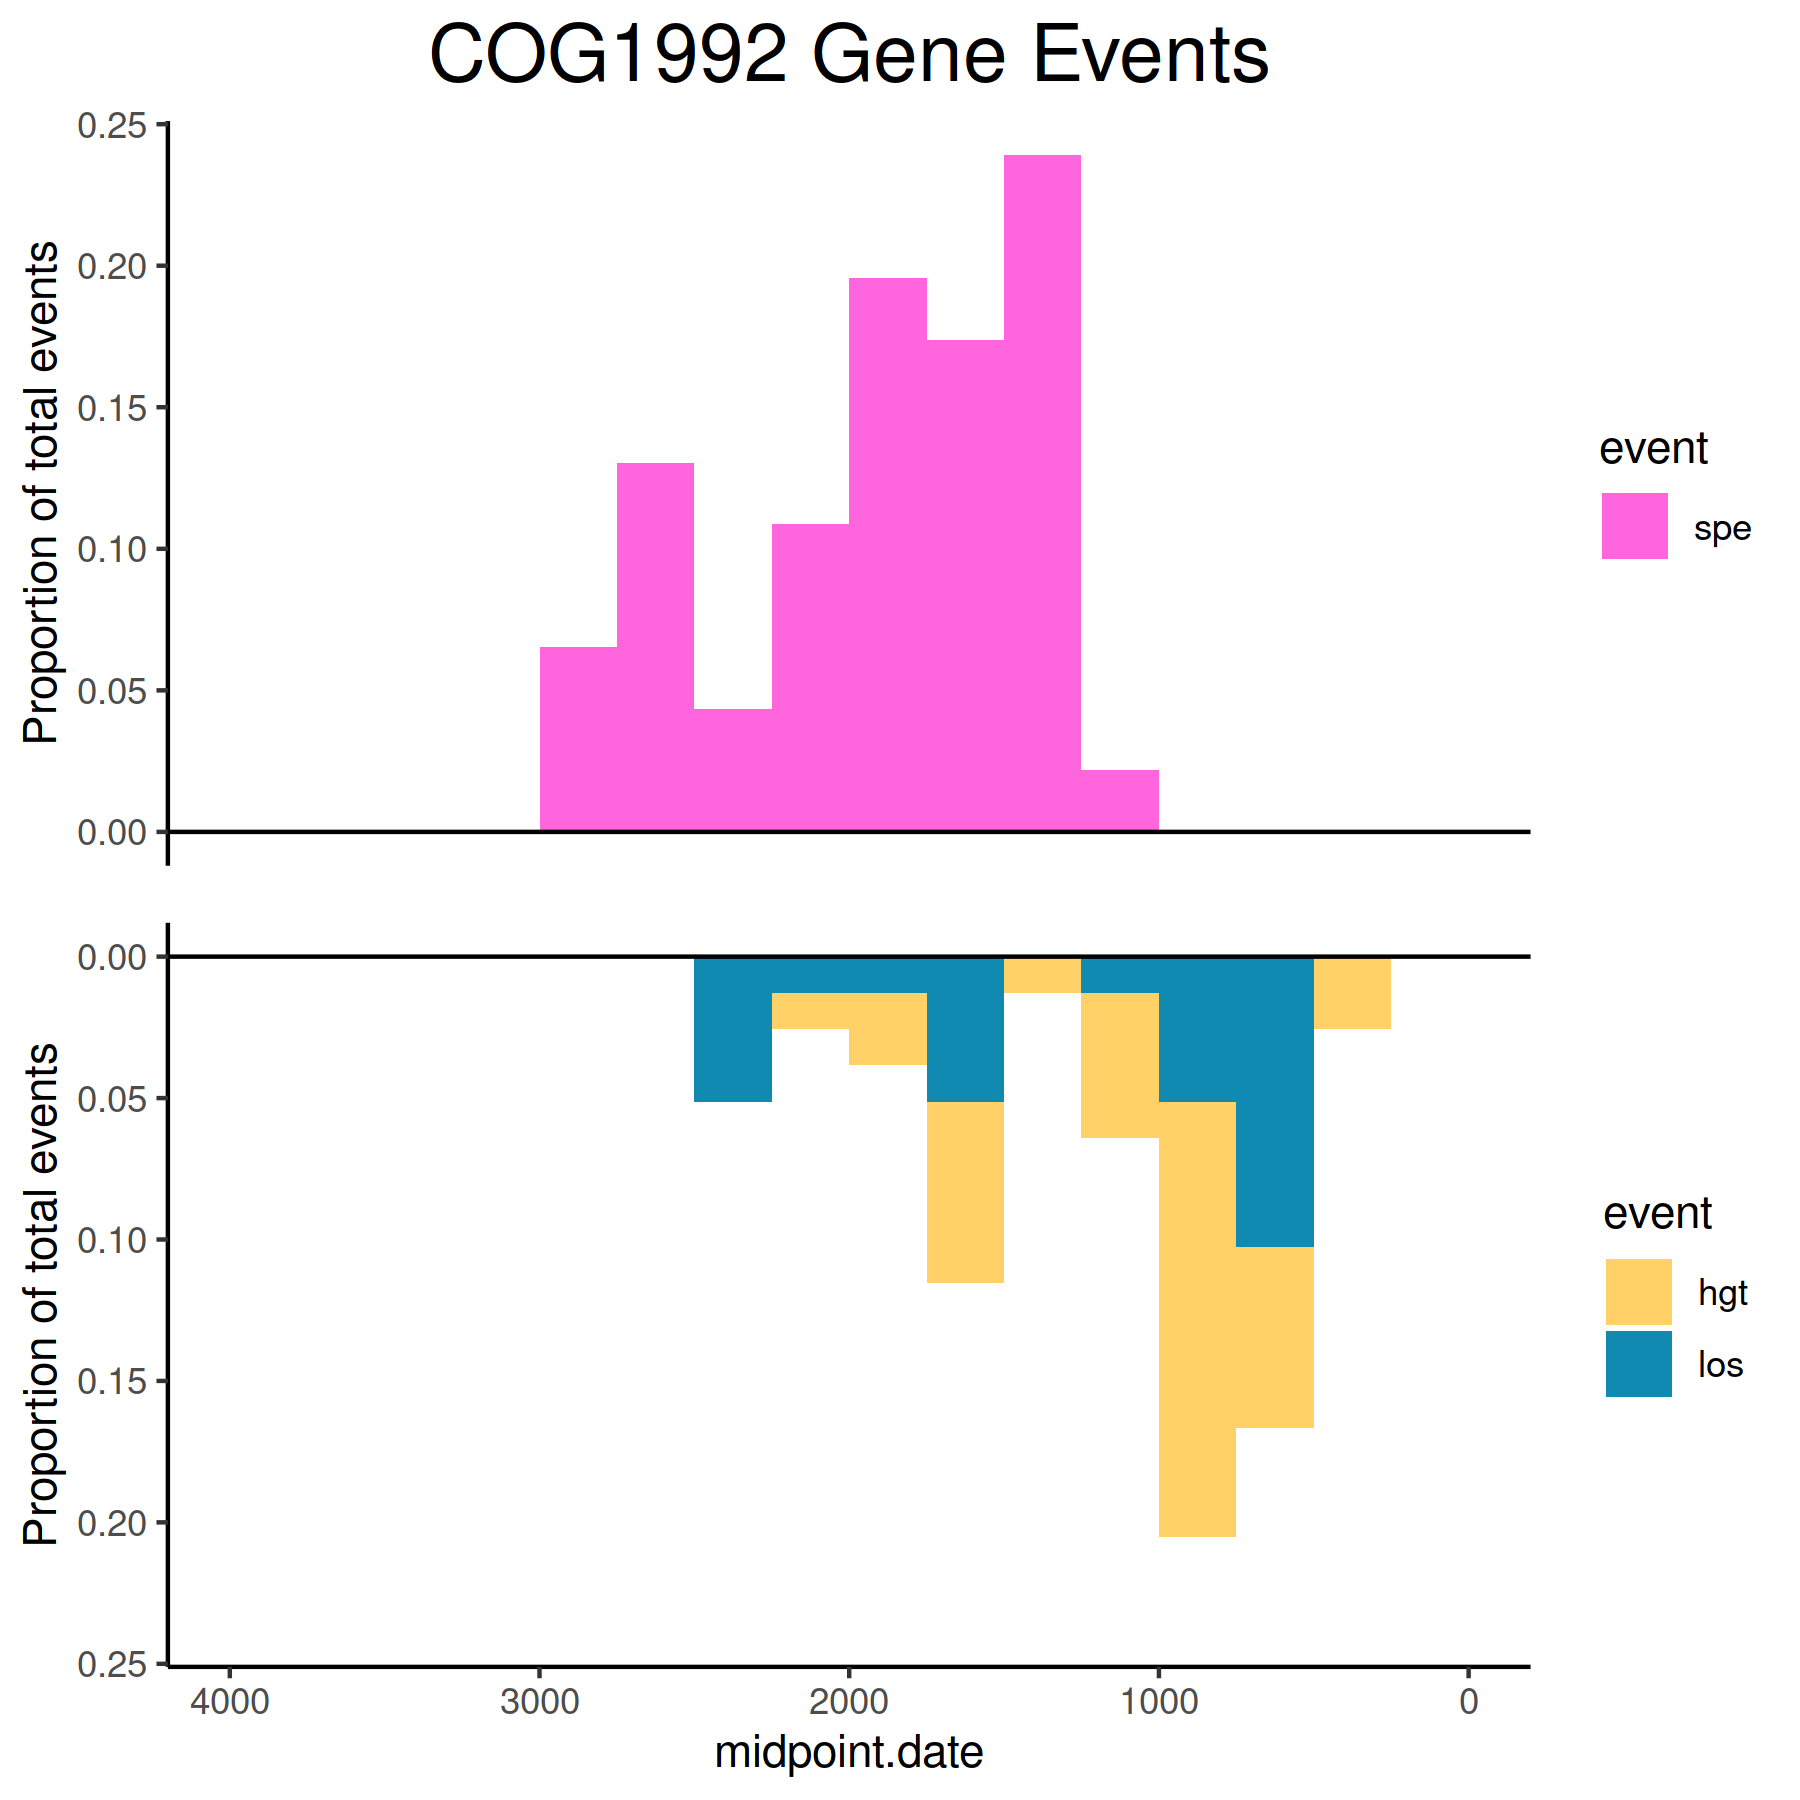 COG1992 Gene Events
Proportion of total events
0.25
0.20
0.15
0.10
0.05
0.00
event
spe
Proportion of total events
0.00
0.05
0.10
0.15
0.20
0.25
event
hgt
los
4000 3000 2000 1000 0
midpoint.date